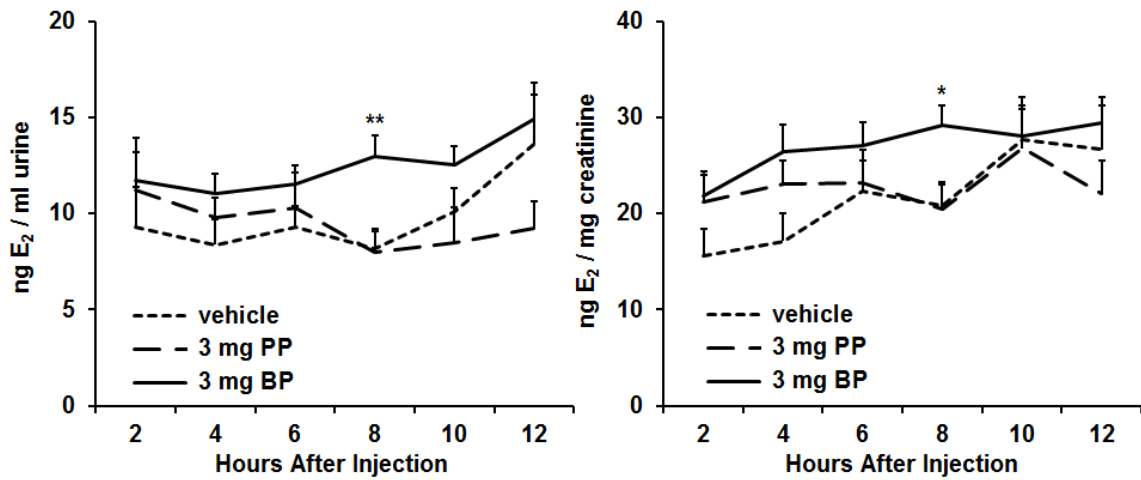 20
15
10
5
0
ng E₂ / ml urine
**
vehicle
3 mg PP
3 mg BP
2 4 6 8 10 12
Hours After Injection
40
30
20
10
0
ng E₂ / mg creatinine
*
vehicle
3 mg PP
3 mg BP
2 4 6 8 10 12
Hours After Injection